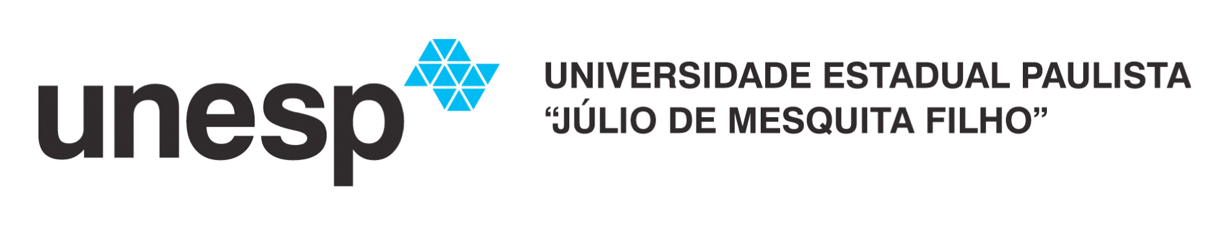 unesp
UNIVERSIDADE ESTADUAL PAULISTA
“JÚLIO DE MESQUITA FILHO”